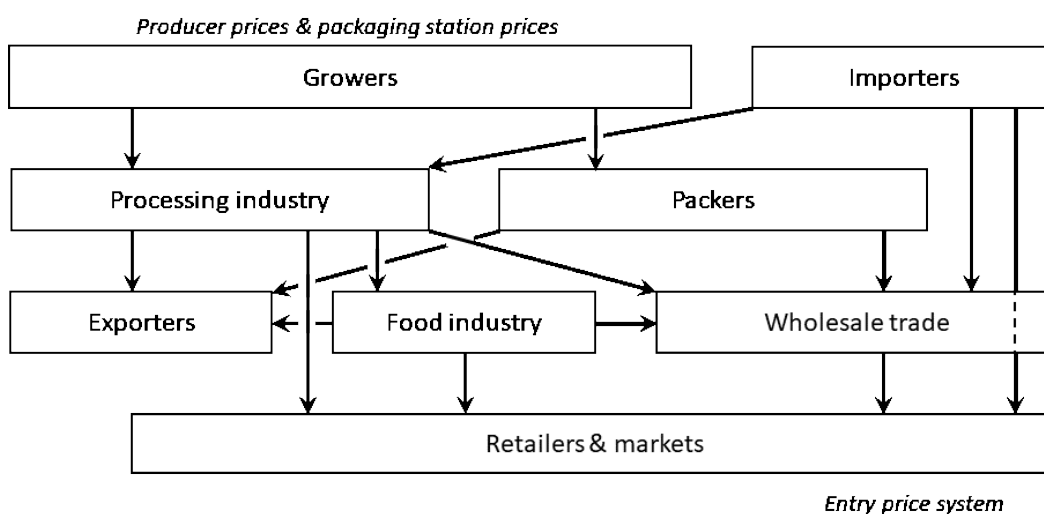 Producer prices & packaging station prices
Growers
Importers
Processing industry
Packers
Exporters
Food industry
Wholesale trade
Retailers & markets
Entry price system